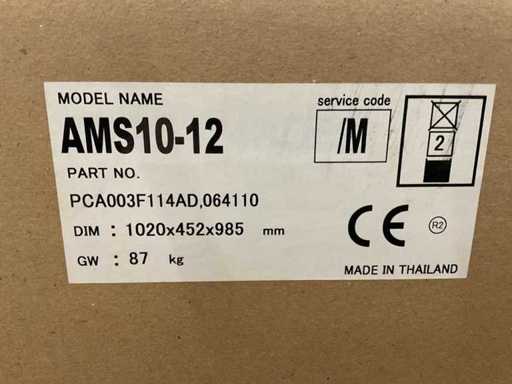 MODEL NAME
AMS10-12
PART NO.
PCA003F114AD,064110
DIM : 1020x452x985 mm
GW : 87 kg
service code
/M
2
CE
R2
MADE IN THAILAND